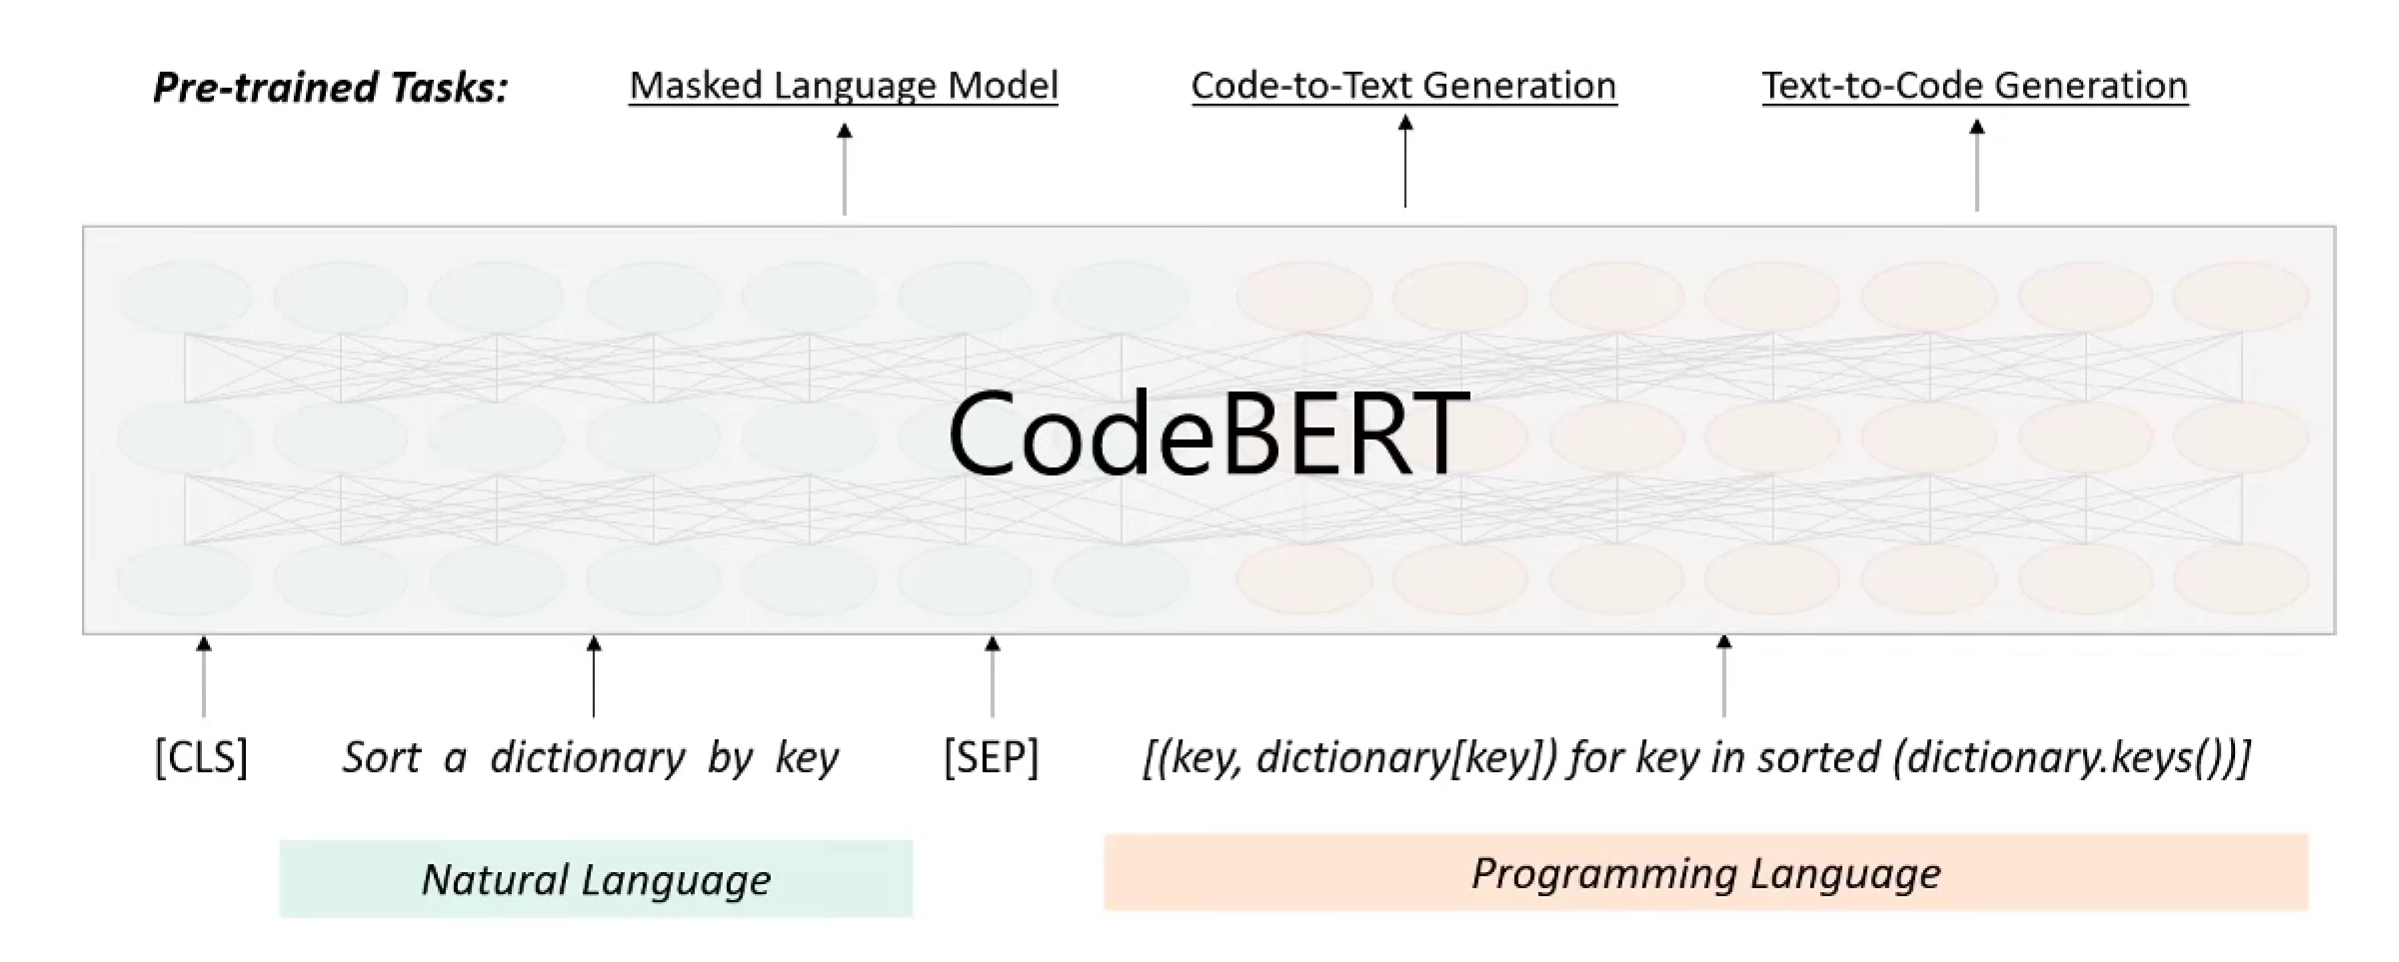 Pre-trained Tasks: Masked Language Model Code-to-Text Generation Text-to-Code Generation
CodeBERT
[CLS] Sort a dictionary by key [SEP] [(key, dictionary[key]) for key in sorted (dictionary.keys())]
Natural Language Programming Language